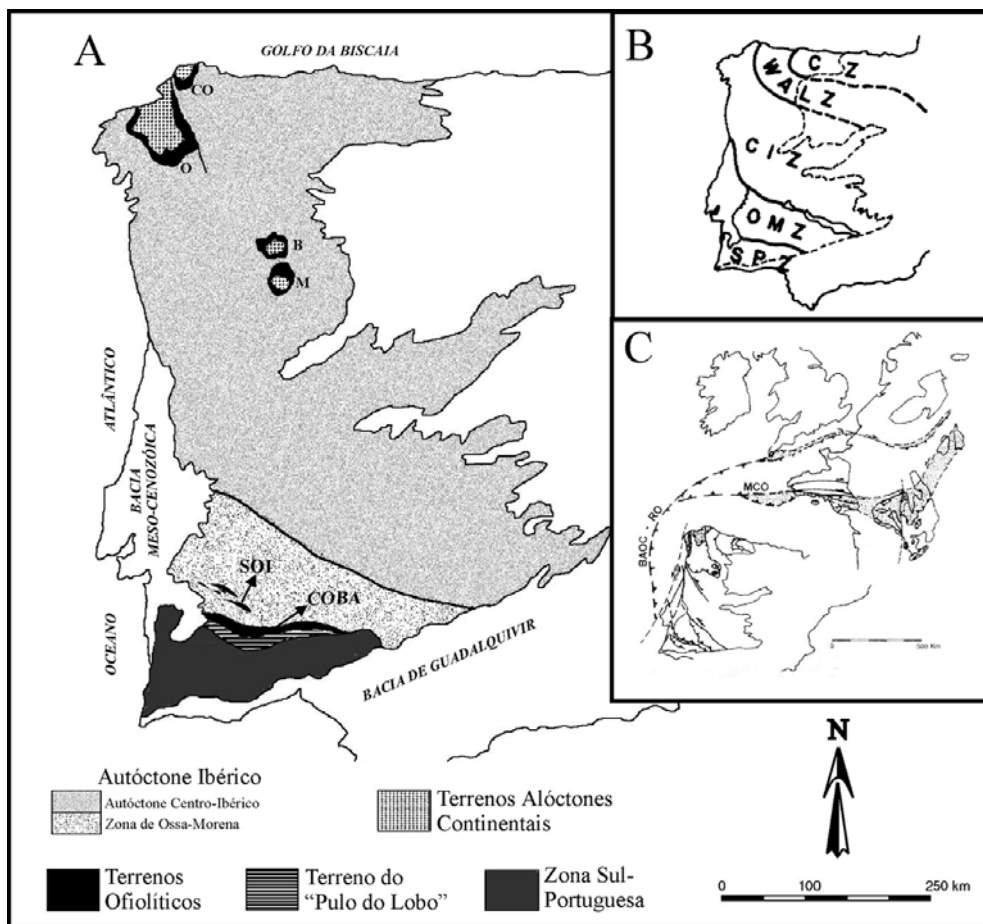 A
GOLFO DA BISCAIA
CO
O
B
M
ATLÂNTICO
BACIA
MESO-CENOZÓICA
SOI
COBA
OCEANO
BACIA DE GUADALQUIVIR
B
C Z
W A L Z
C I Z
O M Z
S P Z
C
MCO
RO
BAOC
0 500 Km
N
Autóctone Ibérico
Autóctone Centro-Ibérico
Zona de Ossa-Morena
Terrenos Alóctones
Continentais
Terrenos
Ofiolíticos
Terreno do
“Pulo do Lobo”
Zona Sul-
Portuguesa
0 100 250 km